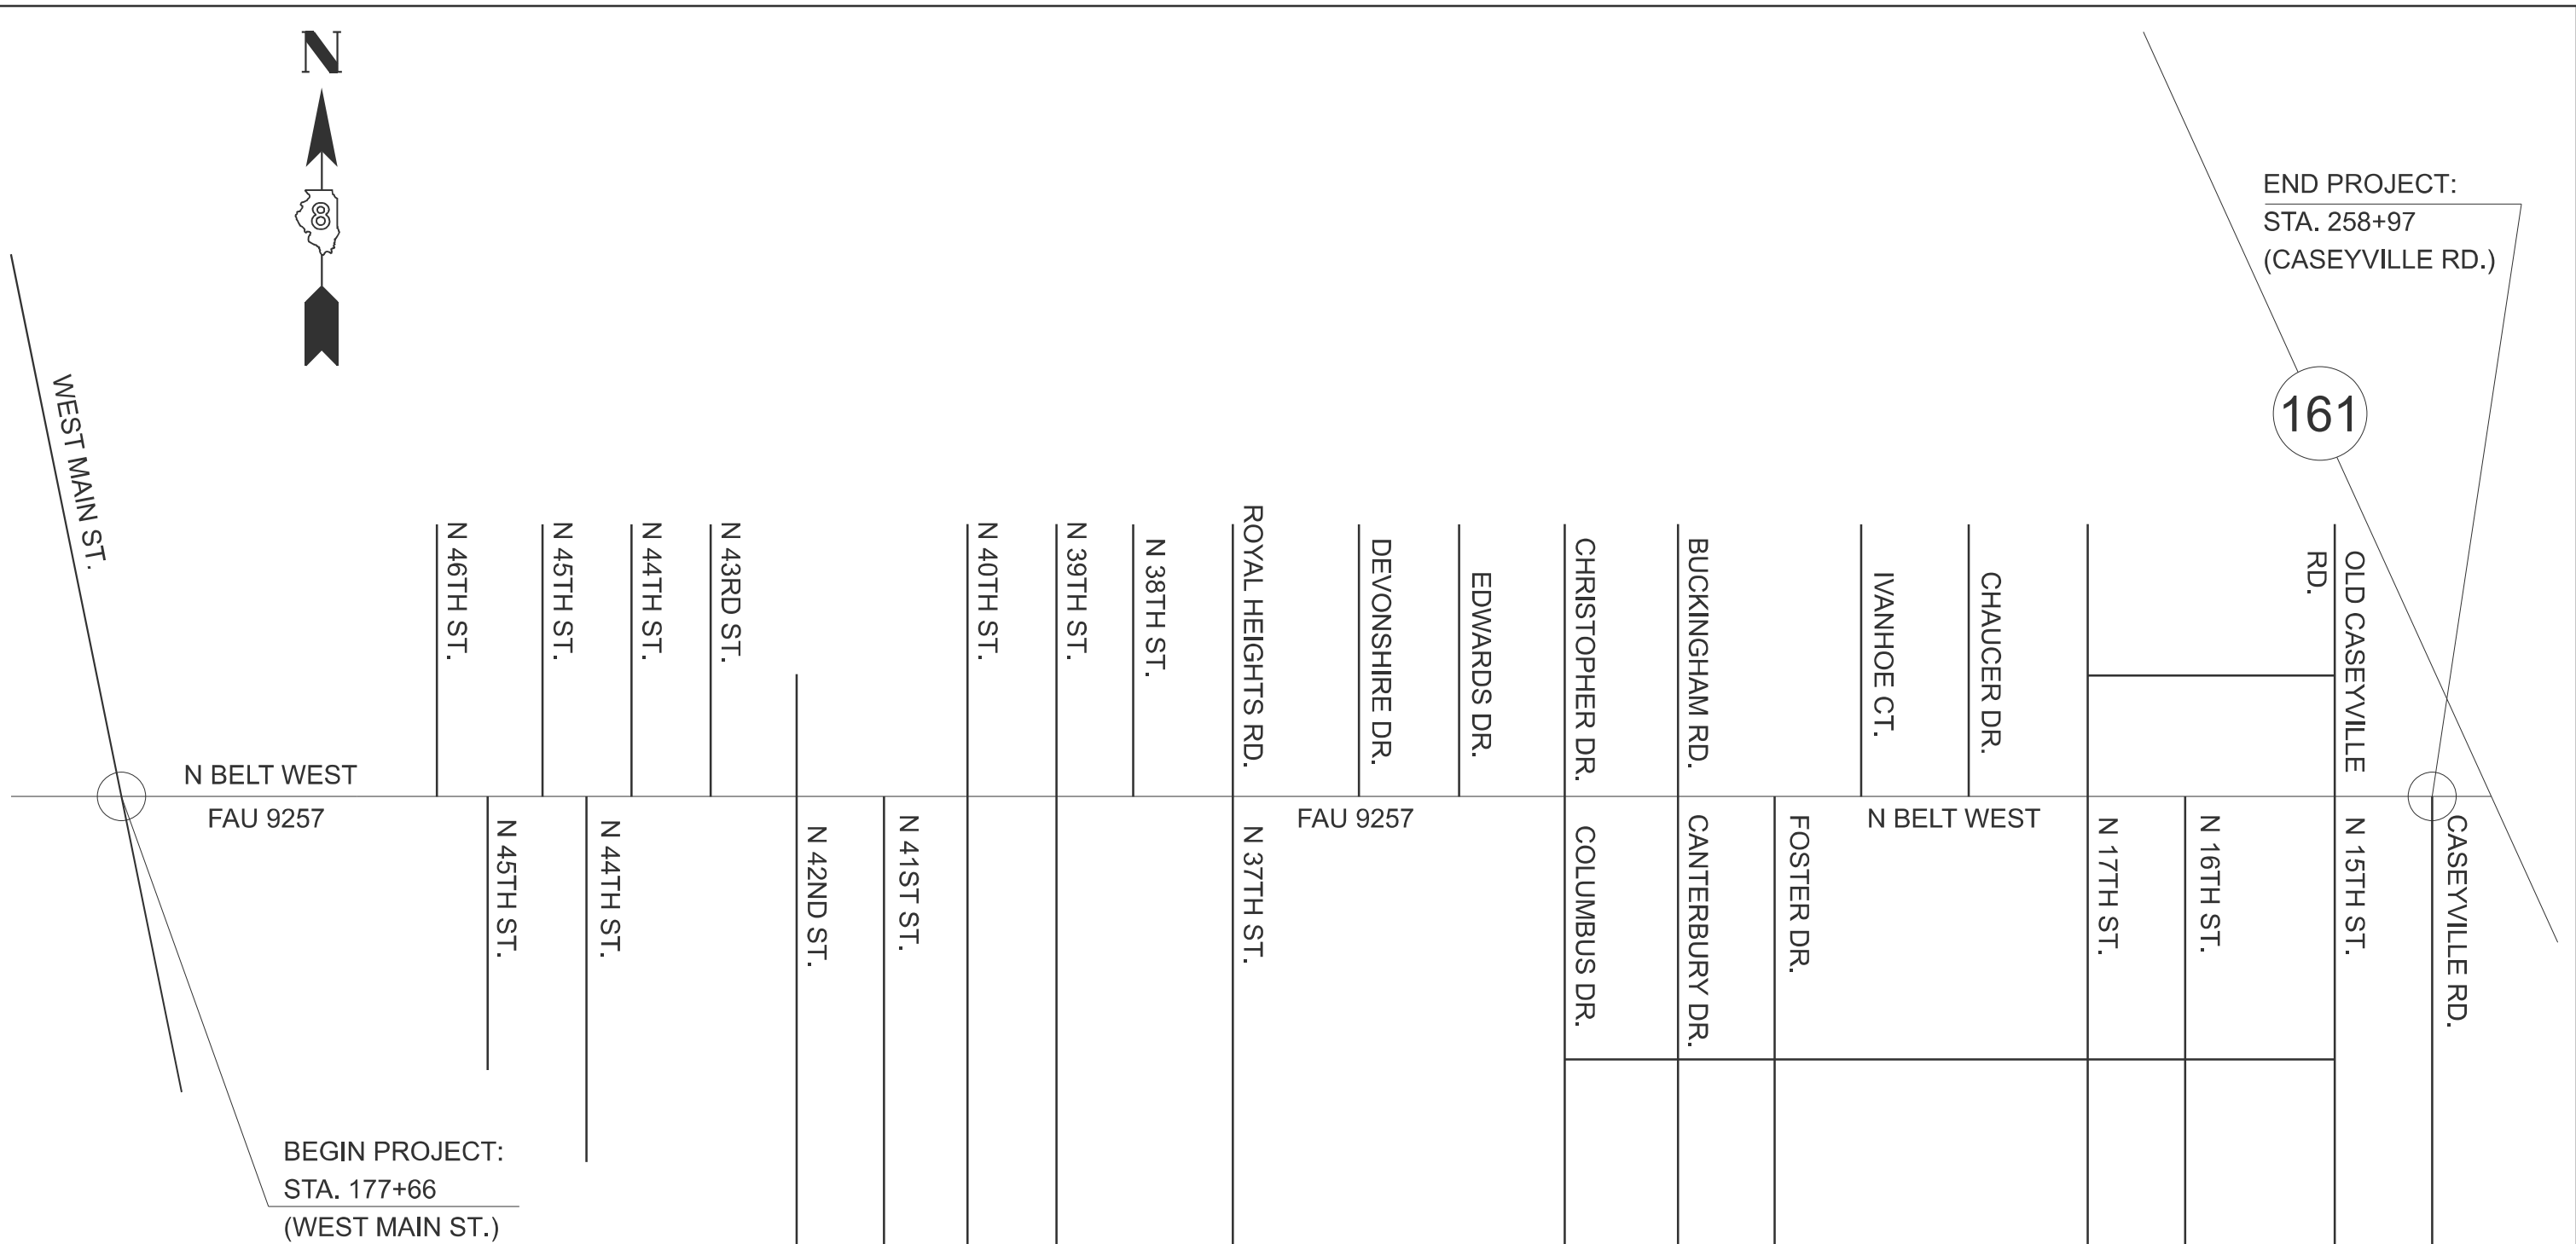 N
8
END PROJECT:
STA. 258+97
(CASEYVILLE RD.)
161
WEST MAIN ST.
N 46TH ST.
N 45TH ST.
N 44TH ST.
N 43RD ST.
N 40TH ST.
N 39TH ST.
N 38TH ST.
ROYAL HEIGHTS RD.
DEVONSHIRE DR.
EDWARDS DR.
CHRISTOPHER DR.
BUCKINGHAM RD.
IVANHOE CT.
CHAUCER DR.
OLD CASEYVILLE
RD.
N BELT WEST
FAU 9257
FAU 9257
N BELT WEST
N 45TH ST.
N 44TH ST.
N 42ND ST.
N 41ST ST.
N 37TH ST.
COLUMBUS DR.
CANTERBURY DR.
FOSTER DR.
N 17TH ST.
N 16TH ST.
N 15TH ST.
CASEYVILLE RD.
BEGIN PROJECT:
STA. 177+66
(WEST MAIN ST.)